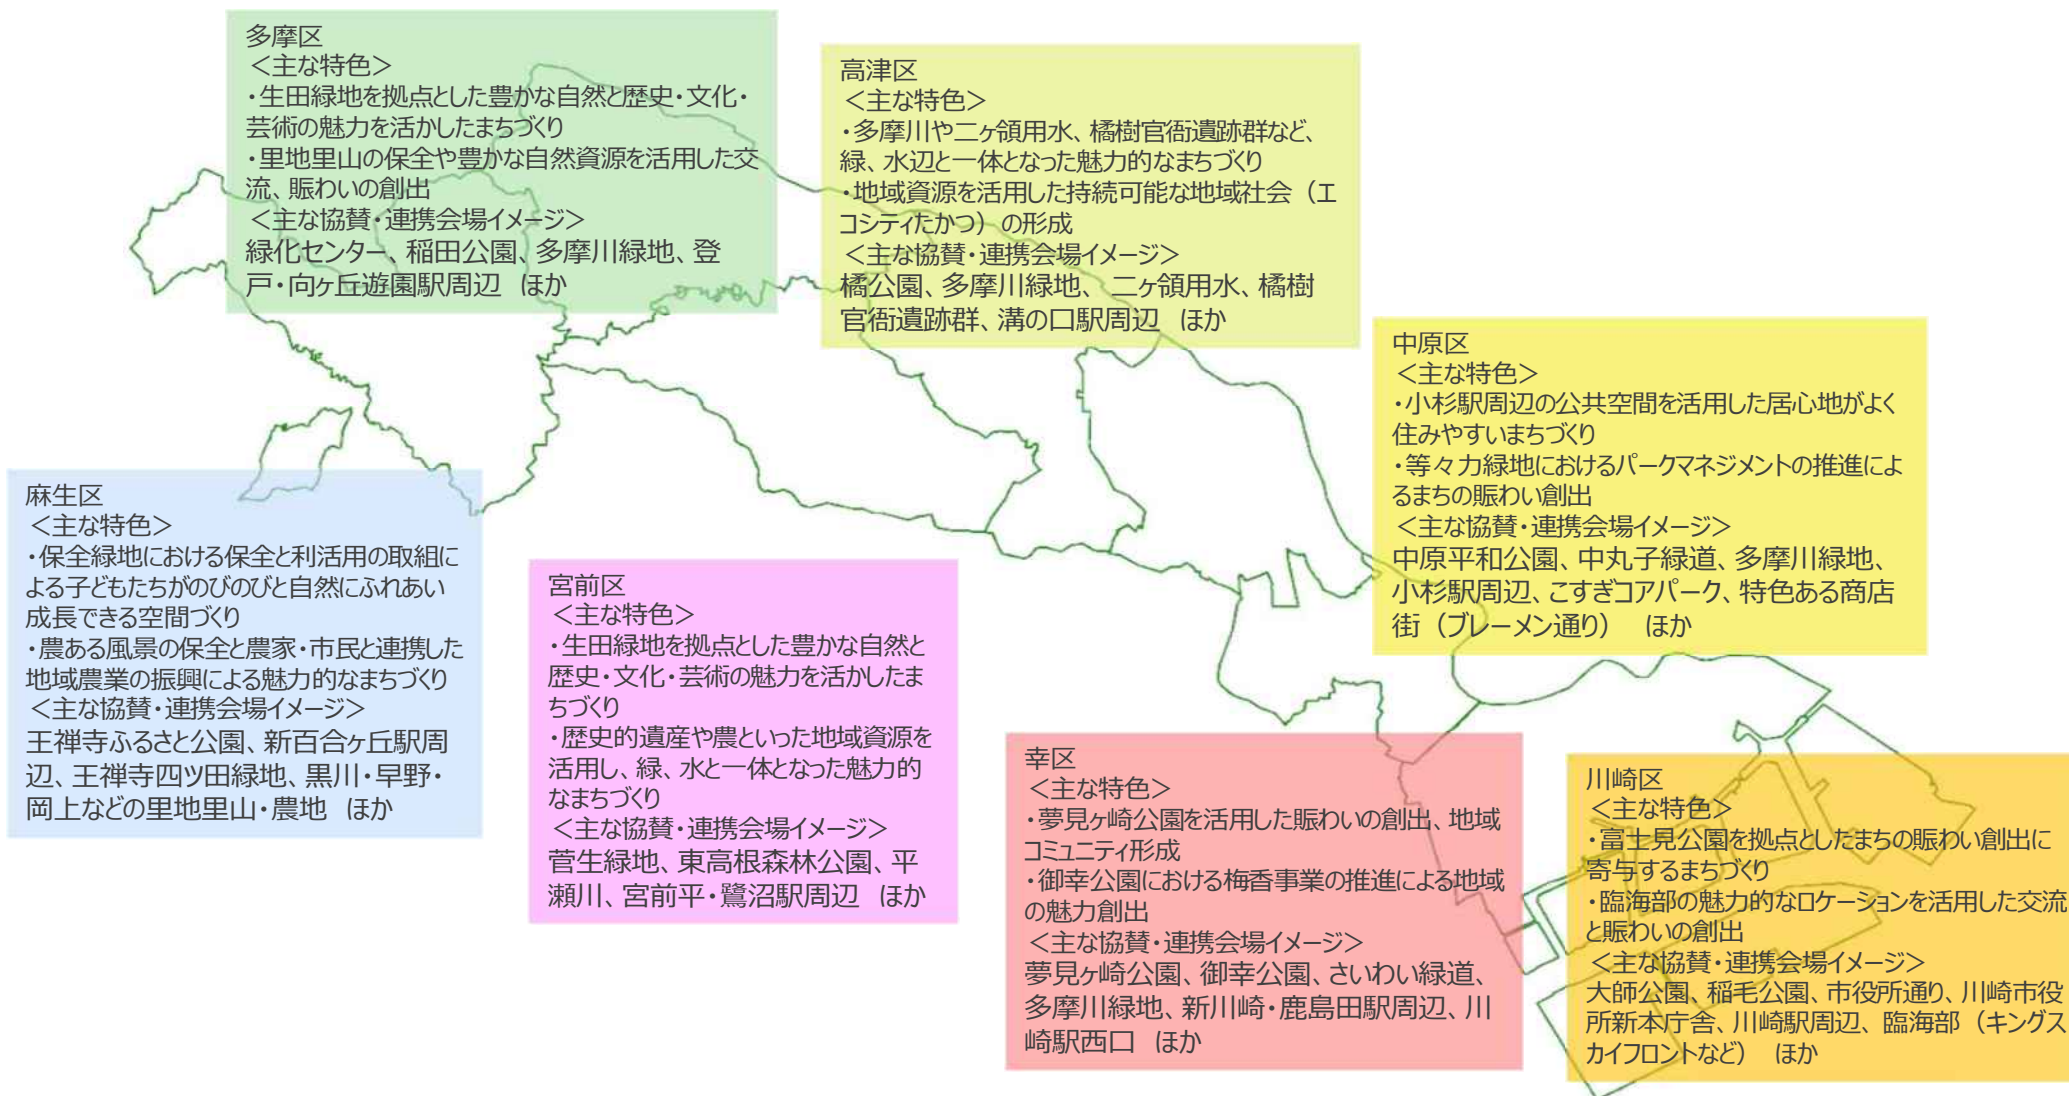 多摩区
＜主な特色＞
・生田緑地を拠点とした豊かな自然と歴史・文化・
芸術の魅力を活かしたまちづくり
・里地里山の保全や豊かな自然資源を活用した交
流、賑わいの創出
＜主な協賛・連携会場イメージ＞
緑化センター、稲田公園、多摩川緑地、登
戸・向ヶ丘遊園駅周辺　ほか
高津区
＜主な特色＞
・多摩川や二ヶ領用水、橘樹官衙遺跡群など、
緑、水辺と一体となった魅力的なまちづくり
・地域資源を活用した持続可能な地域社会（エ
コシティたかつ）の形成
＜主な協賛・連携会場イメージ＞
橘公園、多摩川緑地、二ヶ領用水、橘樹
官衙遺跡群、溝の口駅周辺　ほか
中原区
＜主な特色＞
・小杉駅周辺の公共空間を活用した居心地がよく
住みやすいまちづくり
・等々力緑地におけるパークマネジメントの推進によ
るまちの賑わい創出
＜主な協賛・連携会場イメージ＞
中原平和公園、中丸子緑道、多摩川緑地、
小杉駅周辺、こすぎコアパーク、特色ある商店
街（ブレーメン通り）　ほか
麻生区
＜主な特色＞
・保全緑地における保全と利活用の取組に
よる子どもたちがのびのびと自然にふれあい
成長できる空間づくり
・農ある風景の保全と農家・市民と連携した
地域農業の振興による魅力的なまちづくり
＜主な協賛・連携会場イメージ＞
王禅寺ふるさと公園、新百合ヶ丘駅周
辺、王禅寺四ツ田緑地、黒川・早野・
岡上などの里地里山・農地　ほか
宮前区
＜主な特色＞
・生田緑地を拠点とした豊かな自然と
歴史・文化・芸術の魅力を活かしたま
ちづくり
・歴史的遺産や農といった地域資源を
活用し、緑、水と一体となった魅力的
なまちづくり
＜主な協賛・連携会場イメージ＞
菅生緑地、東高根森林公園、平
瀬川、宮前平・鷺沼駅周辺　ほか
幸区
＜主な特色＞
・夢見ヶ崎公園を活用した賑わいの創出、地域
コミュニティ形成
・御幸公園における梅香事業の推進による地域
の魅力創出
＜主な協賛・連携会場イメージ＞
夢見ヶ崎公園、御幸公園、さいわい緑道、
多摩川緑地、新川崎・鹿島田駅周辺、川
崎駅西口　ほか
川崎区
＜主な特色＞
・富士見公園を拠点としたまちの賑わい創出に
寄与するまちづくり
・臨海部の魅力的なロケーションを活用した交流
と賑わいの創出
＜主な協賛・連携会場イメージ＞
大師公園、稲毛公園、市役所通り、川崎市役
所新本庁舎、川崎駅周辺、臨海部（キングス
カイフロントなど）　ほか